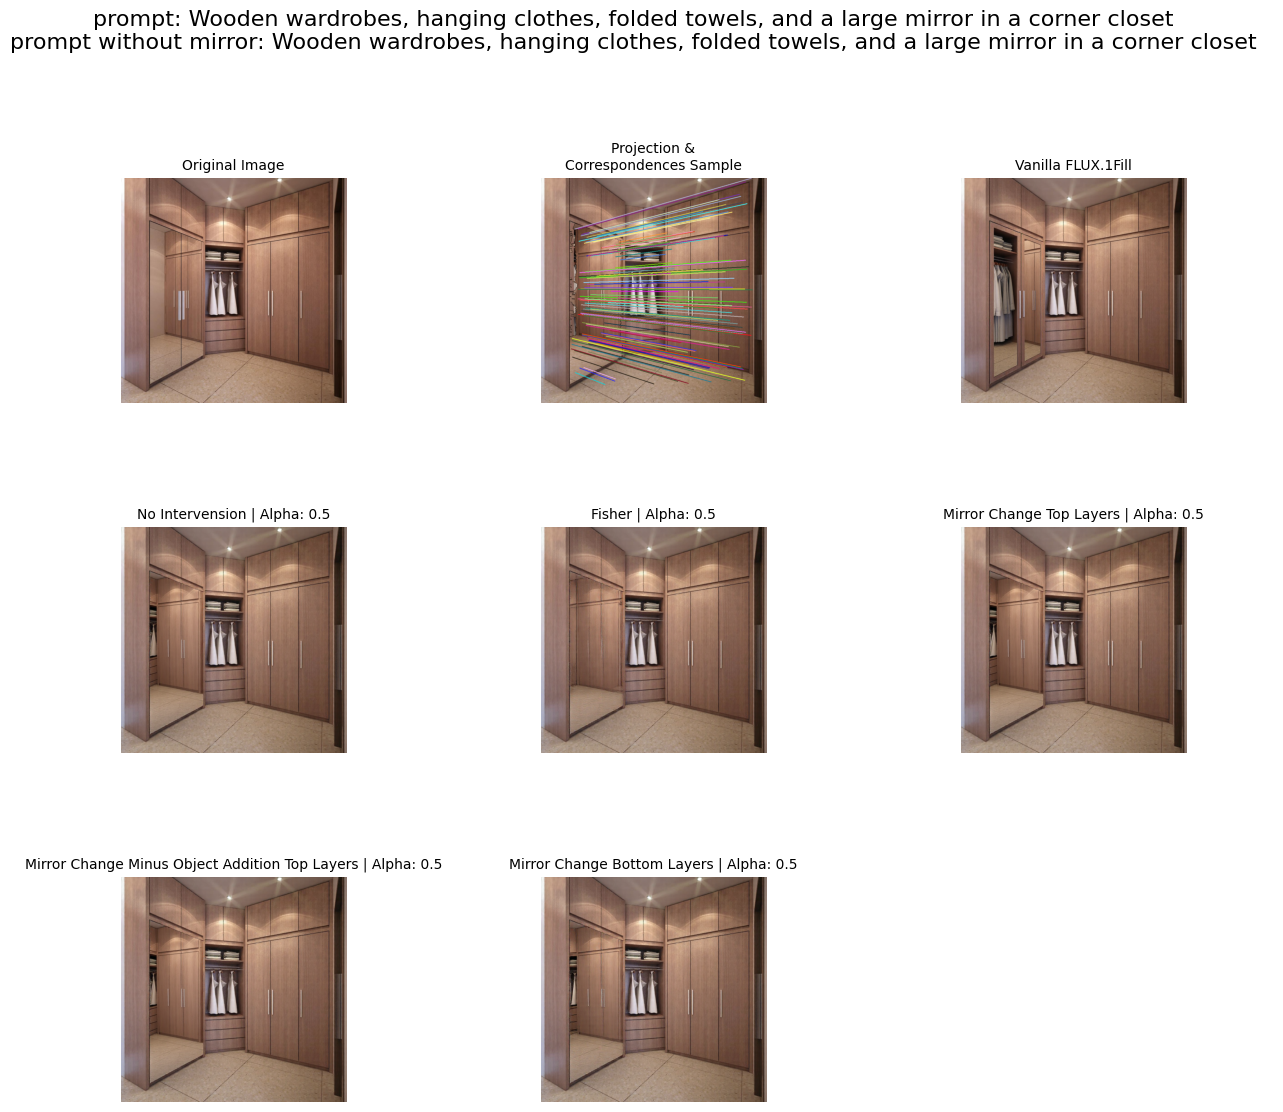 prompt: Wooden wardrobes, hanging clothes, folded towels, and a large mirror in a corner closet
prompt without mirror: Wooden wardrobes, hanging clothes, folded towels, and a large mirror in a corner closet
Original Image
Projection &
Correspondences Sample
Vanilla FLUX.1Fill
No Intervension | Alpha: 0.5
Fisher | Alpha: 0.5
Mirror Change Top Layers | Alpha: 0.5
Mirror Change Minus Object Addition Top Layers | Alpha: 0.5
Mirror Change Bottom Layers | Alpha: 0.5